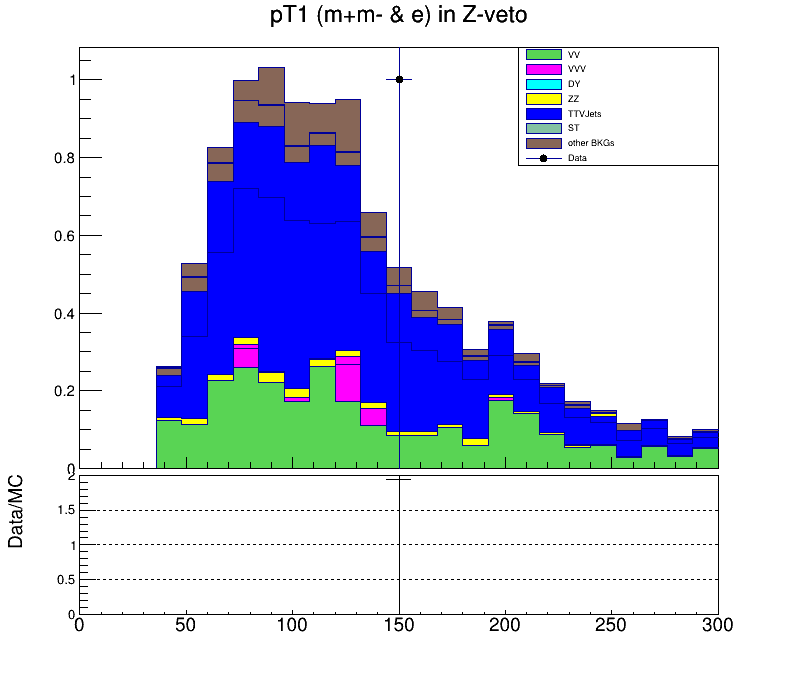 pT1 (m+m- & e) in Z-veto
VV
VVV
DY
ZZ
TTVJets
ST
other BKGs
Data
1
0.8
0.6
0.4
0.2
0
Data/MC
2
1.5
1
0.5
0
0 50 100 150 200 250 300